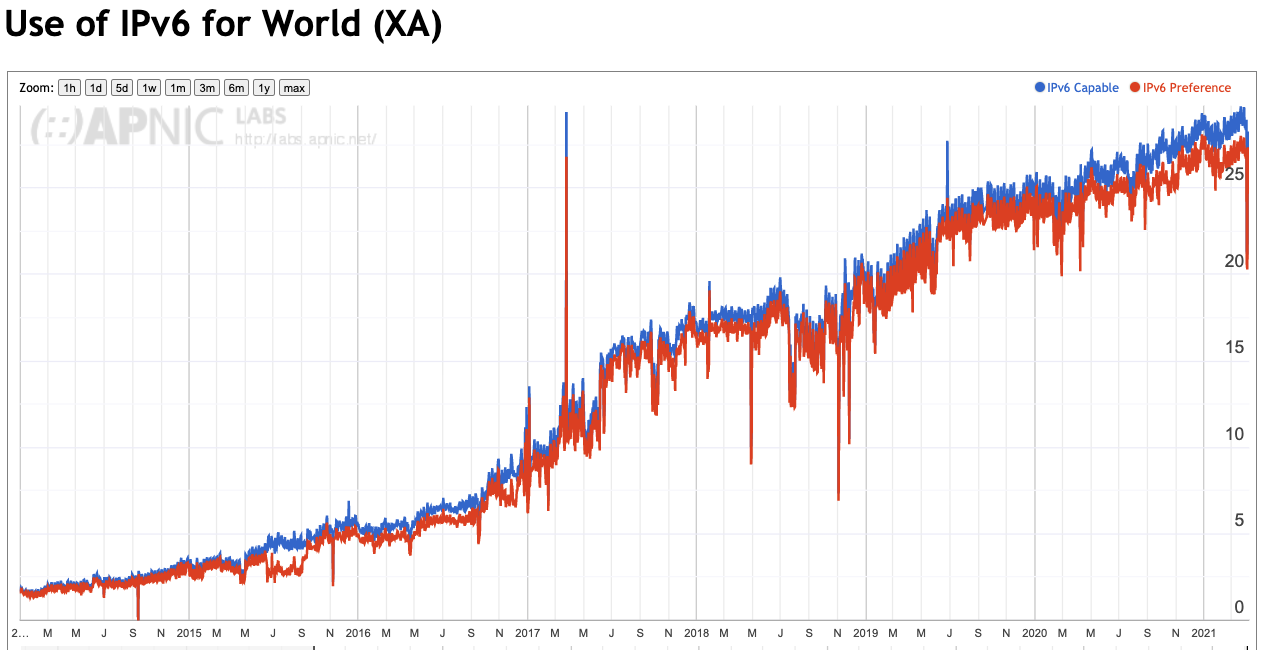 Use of IPv6 for World (XA)
Zoom: 1h 1d 5d 1w 1m 3m 6m 1y max
IPv6 Capable IPv6 Preference
(::) APNIC LABS
http://labs.apnic.net/
25
20
15
10
5
0
2... M M J S N 2015 M M J S N 2016 M M J S N 2017 M M J S N 2018 M M J S N 2019 M M J S N 2020 M M J S N 2021